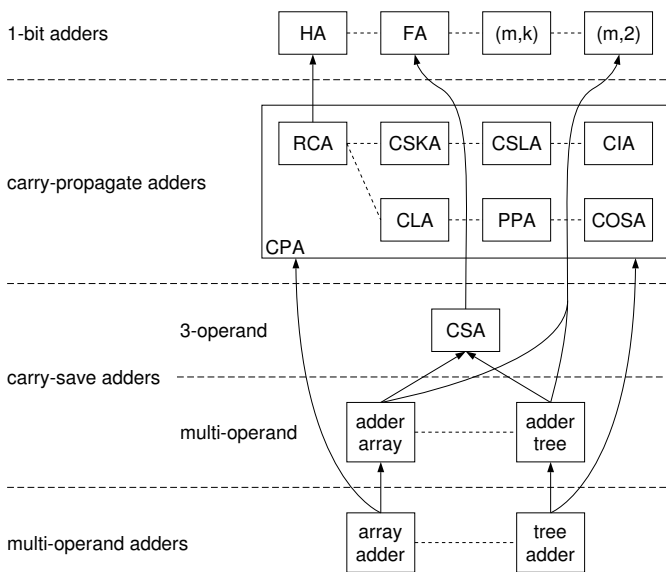 1-bit adders
HA
FA
(m,k)
(m,2)
RCA
CSKA
CSLA
CIA
carry-propagate adders
CLA
PPA
COSA
CPA
3-operand
CSA
carry-save adders
multi-operand
adder
array
adder
tree
multi-operand adders
array
adder
tree
adder